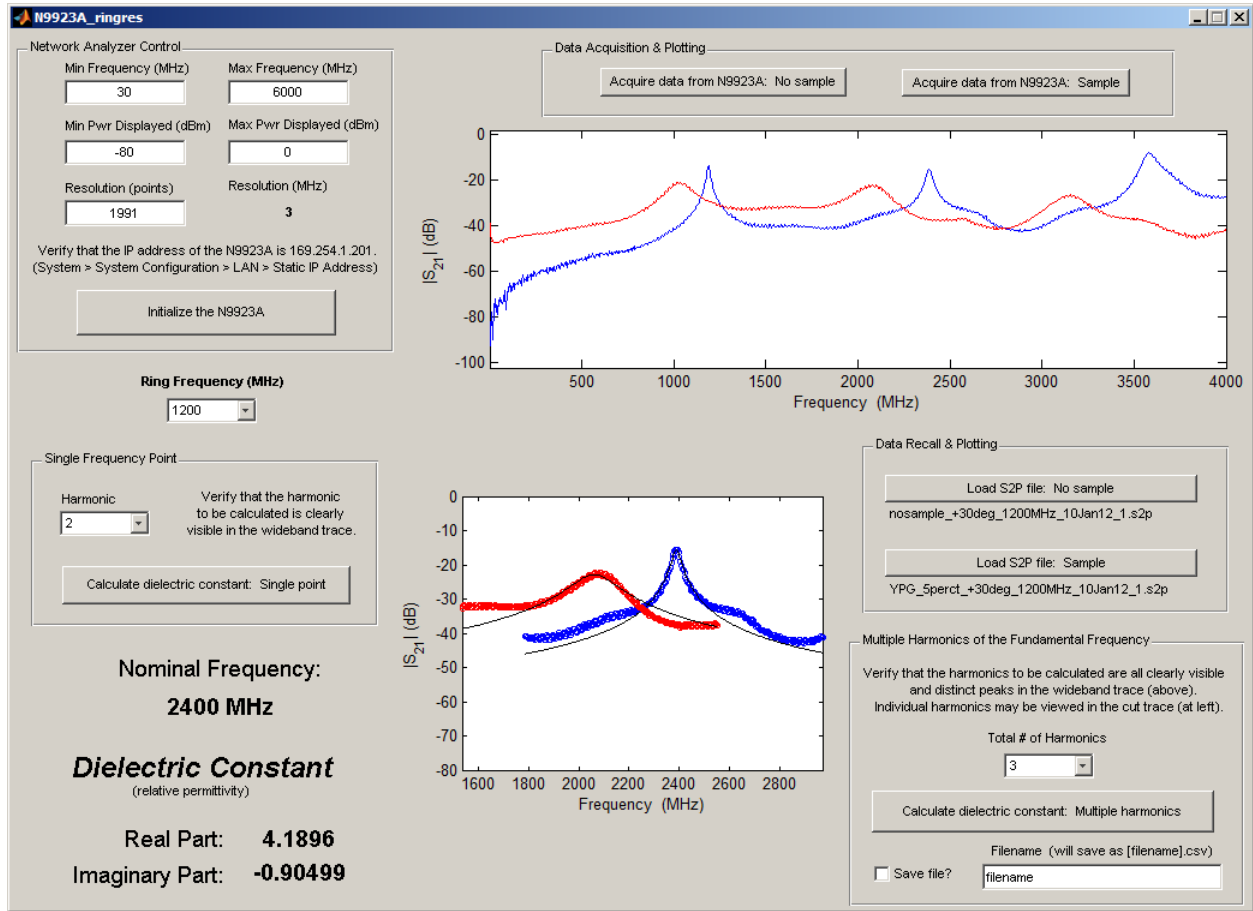 N9923A_ringres
Network Analyzer Control
Min Frequency (MHz)
Max Frequency (MHz)
30
6000
Min Pwr Displayed (dBm)
Max Pwr Displayed (dBm)
-80
0
Resolution (points)
Resolution (MHz)
1991
3
Verify that the IP address of the N9923A is 169.254.1.201.
(System > System Configuration > LAN > Static IP Address)
Initialize the N9923A
Ring Frequency (MHz)
1200
Single Frequency Point
Harmonic
2
Verify that the harmonic
to be calculated is clearly
visible in the wideband trace.
Calculate dielectric constant: Single point
Nominal Frequency:
2400 MHz
Dielectric Constant
(relative permittivity)
Real Part: 4.1896
Imaginary Part: -0.90499
Data Acquisition & Plotting
Acquire data from N9923A: No sample
Acquire data from N9923A: Sample
0
-20
-40
-60
-80
-100
|S21| (dB)
500 1000 1500 2000 2500 3000 3500 4000
Frequency (MHz)
0
-10
-20
-30
-40
-50
-60
-70
-80
|S21| (dB)
1600 1800 2000 2200 2400 2600 2800
Frequency (MHz)
Data Recall & Plotting
Load S2P file: No sample
nosample_+30deg_1200MHz_10Jan12_1.s2p
Load S2P file: Sample
YPG_5perct_+30deg_1200MHz_10Jan12_1.s2p
Multiple Harmonics of the Fundamental Frequency
Verify that the harmonics to be calculated are all clearly visible
and distinct peaks in the wideband trace (above).
Individual harmonics may be viewed in the cut trace (at left).
Total # of Harmonics
3
Calculate dielectric constant: Multiple harmonics
Filename (will save as [filename].csv)
Save file?
filename